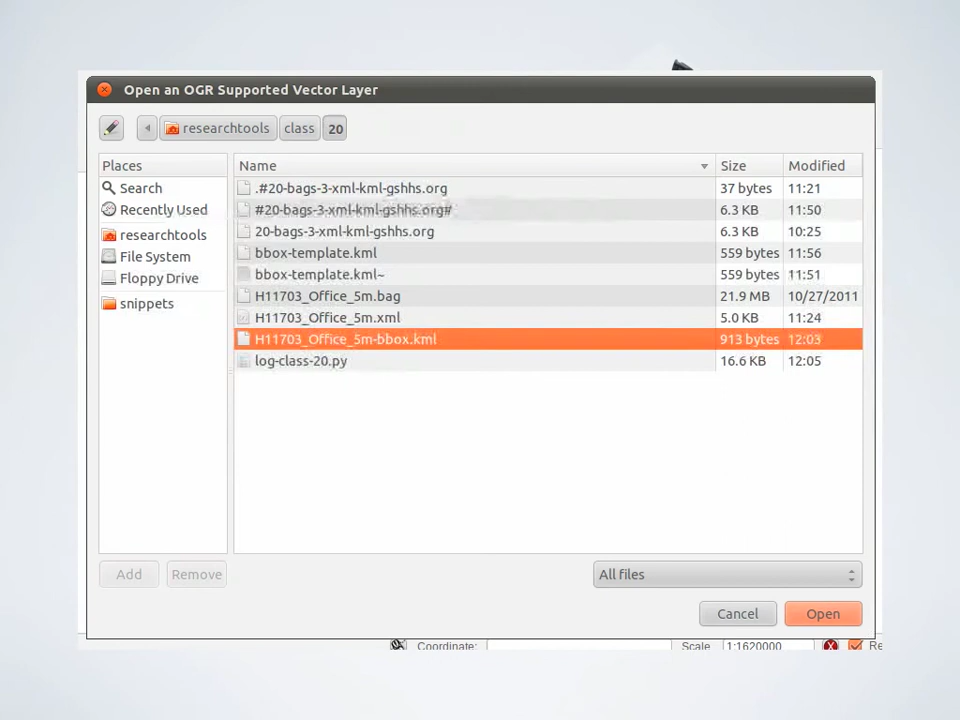 Open an OGR Supported Vector Layer
researchtools class 20
Places Name Size Modified
Search .#20-bags-3-xml-kml-gshhs.org 37 bytes 11:21
Recently Used #20-bags-3-xml-kml-gshhs.org# 6.3 KB 11:50
researchtools 20-bags-3-xml-kml-gshhs.org 6.3 KB 10:25
File System bbox-template.kml 559 bytes 11:56
Floppy Drive bbox-template.kml~ 559 bytes 11:51
H11703_Office_5m.bag 21.9 MB 10/27/2011
snippets H11703_Office_5m.xml 5.0 KB 11:24
H11703_Office_5m-bbox.kml 913 bytes 12:03
log-class-20.py 16.6 KB 12:05
Add Remove All files
Cancel Open
Coordinate: Scale 1:1620000 Re